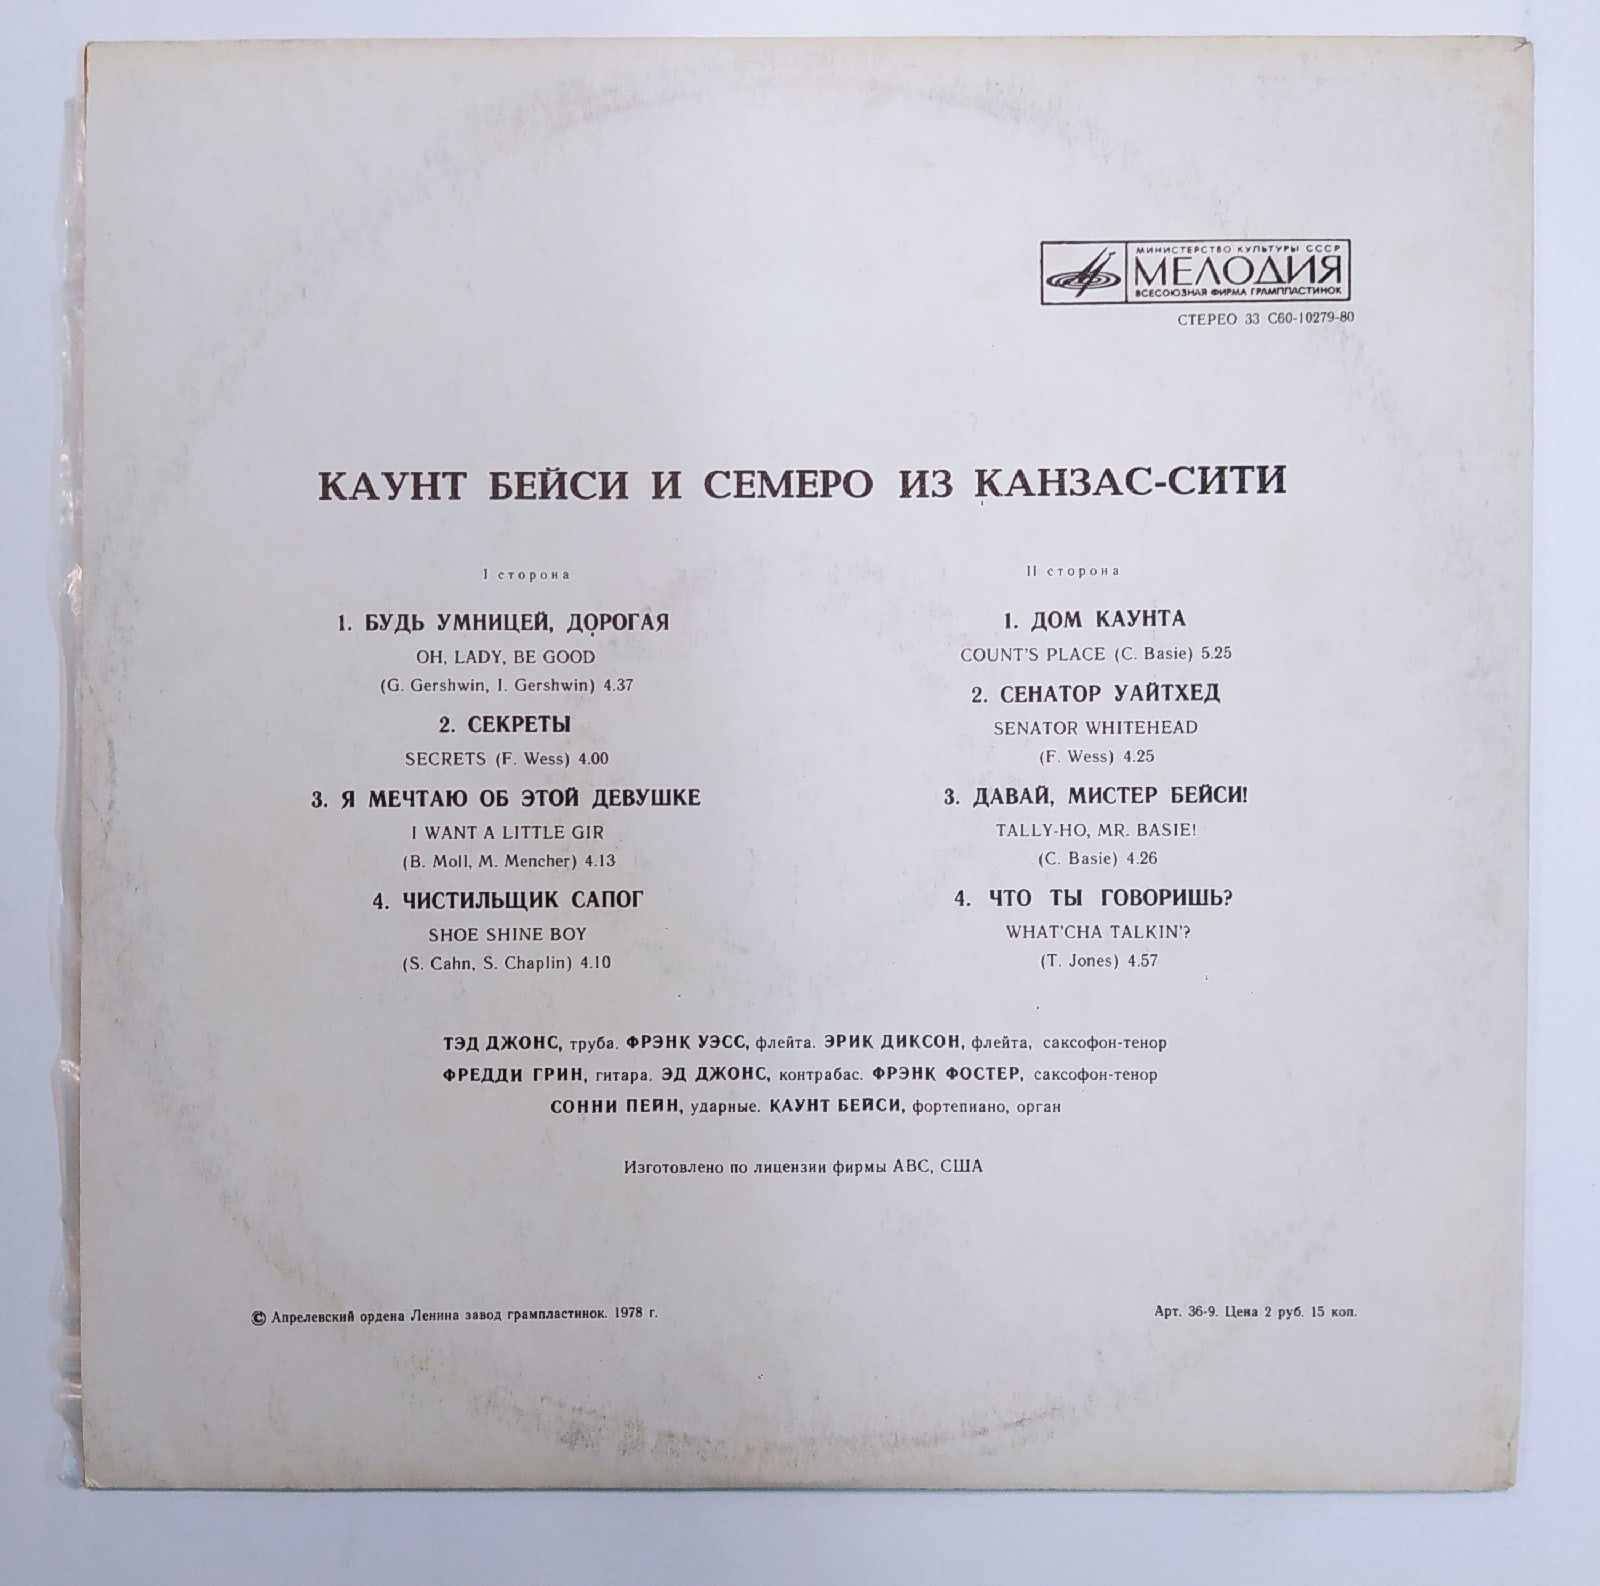 МИНИСТЕРСТВО КУЛЬТУРЫ СССР
МЕЛОДИЯ
ВСЕСОЮЗНАЯ ФИРМА ГРАМПЛАСТИНОК
СТЕРЕО 33 С60-10279-80
КАУНТ БЕЙСИ И СЕМЕРО ИЗ КАНЗАС-СИТИ
I сторона
1. БУДЬ УМНИЦЕЙ, ДОРОГАЯ
OH, LADY, BE GOOD
(G. Gershwin, I. Gershwin) 4.37
2. СЕКРЕТЫ
SECRETS (F. Wess) 4.00
3. Я МЕЧТАЮ ОБ ЭТОЙ ДЕВУШКЕ
I WANT A LITTLE GIR
(B. Moll, M. Mencher) 4.13
4. ЧИСТИЛЬЩИК САПОГ
SHOE SHINE BOY
(S. Cahn, S. Chaplin) 4.10
II сторона
1. ДОМ КАУНТА
COUNT'S PLACE (C. Basie) 5.25
2. СЕНАТОР УАЙТХЕД
SENATOR WHITEHEAD
(F. Wess) 4.25
3. ДАВАЙ, МИСТЕР БЕЙСИ!
TALLY-HO, MR. BASIE!
(C. Basie) 4.26
4. ЧТО ТЫ ГОВОРИШЬ?
WHAT'CHA TALKIN'?
(T. Jones) 4.57
ТЭД ДЖОНС, труба. ФРЭНК УЭСС, флейта. ЭРИК ДИКСОН, флейта, саксофон-тенор
ФРЕДДИ ГРИН, гитара. ЭД ДЖОНС, контрабас. ФРЭНК ФОСТЕР, саксофон-тенор
СОННИ ПЕЙН, ударные. КАУНТ БЕЙСИ, фортепиано, орган
Изготовлено по лицензии фирмы ABC, США
© Апрелевский ордена Ленина завод грампластинок. 1978 г.
Арт. 36-9. Цена 2 руб. 15 коп.